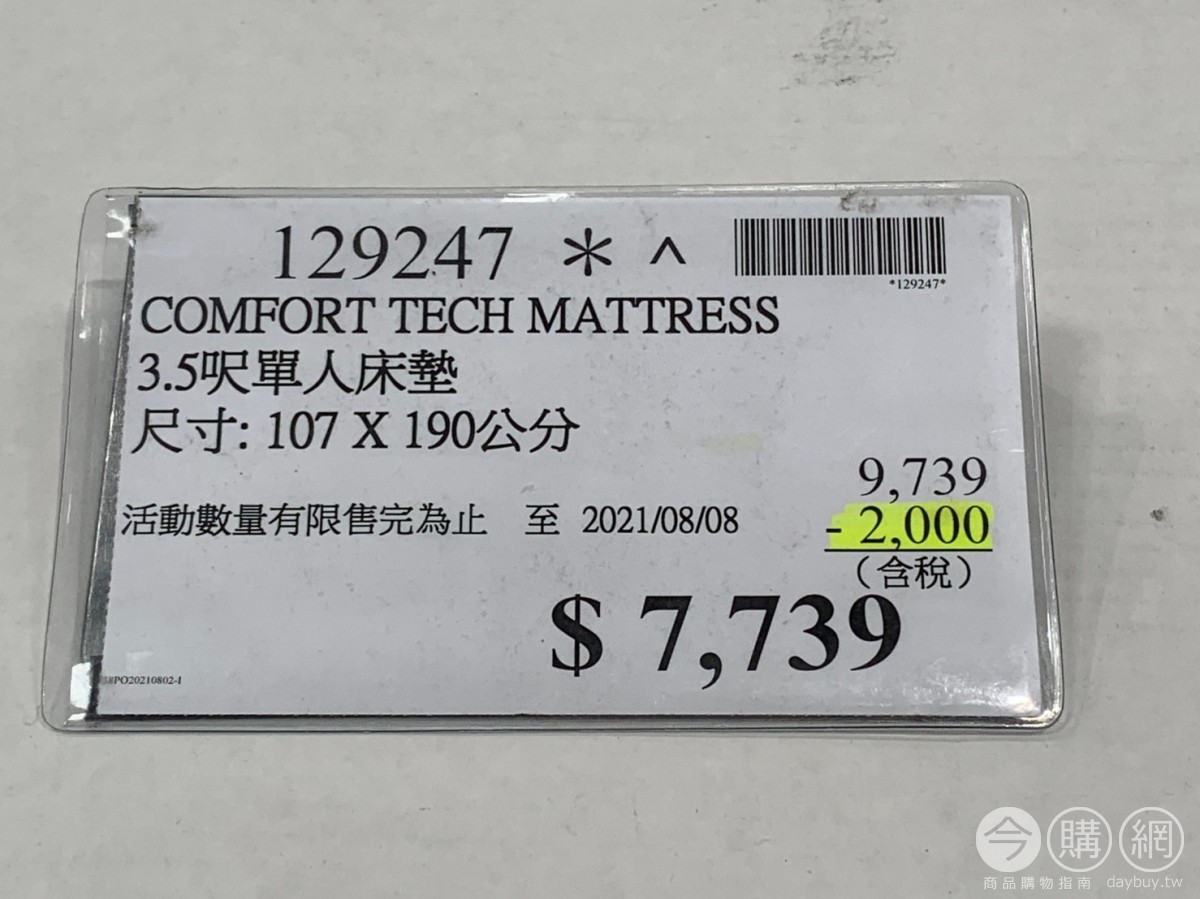 129247 * ^
*129247*
COMFORT TECH MATTRESS
3.5呎單人床墊
尺寸: 107 X 190公分
9,739
活動數量有限售完為止 至 2021/08/08
- 2,000
(含稅)
$ 7,739
PO20210802-1
今購網
商品購物指南 daybuy.tw